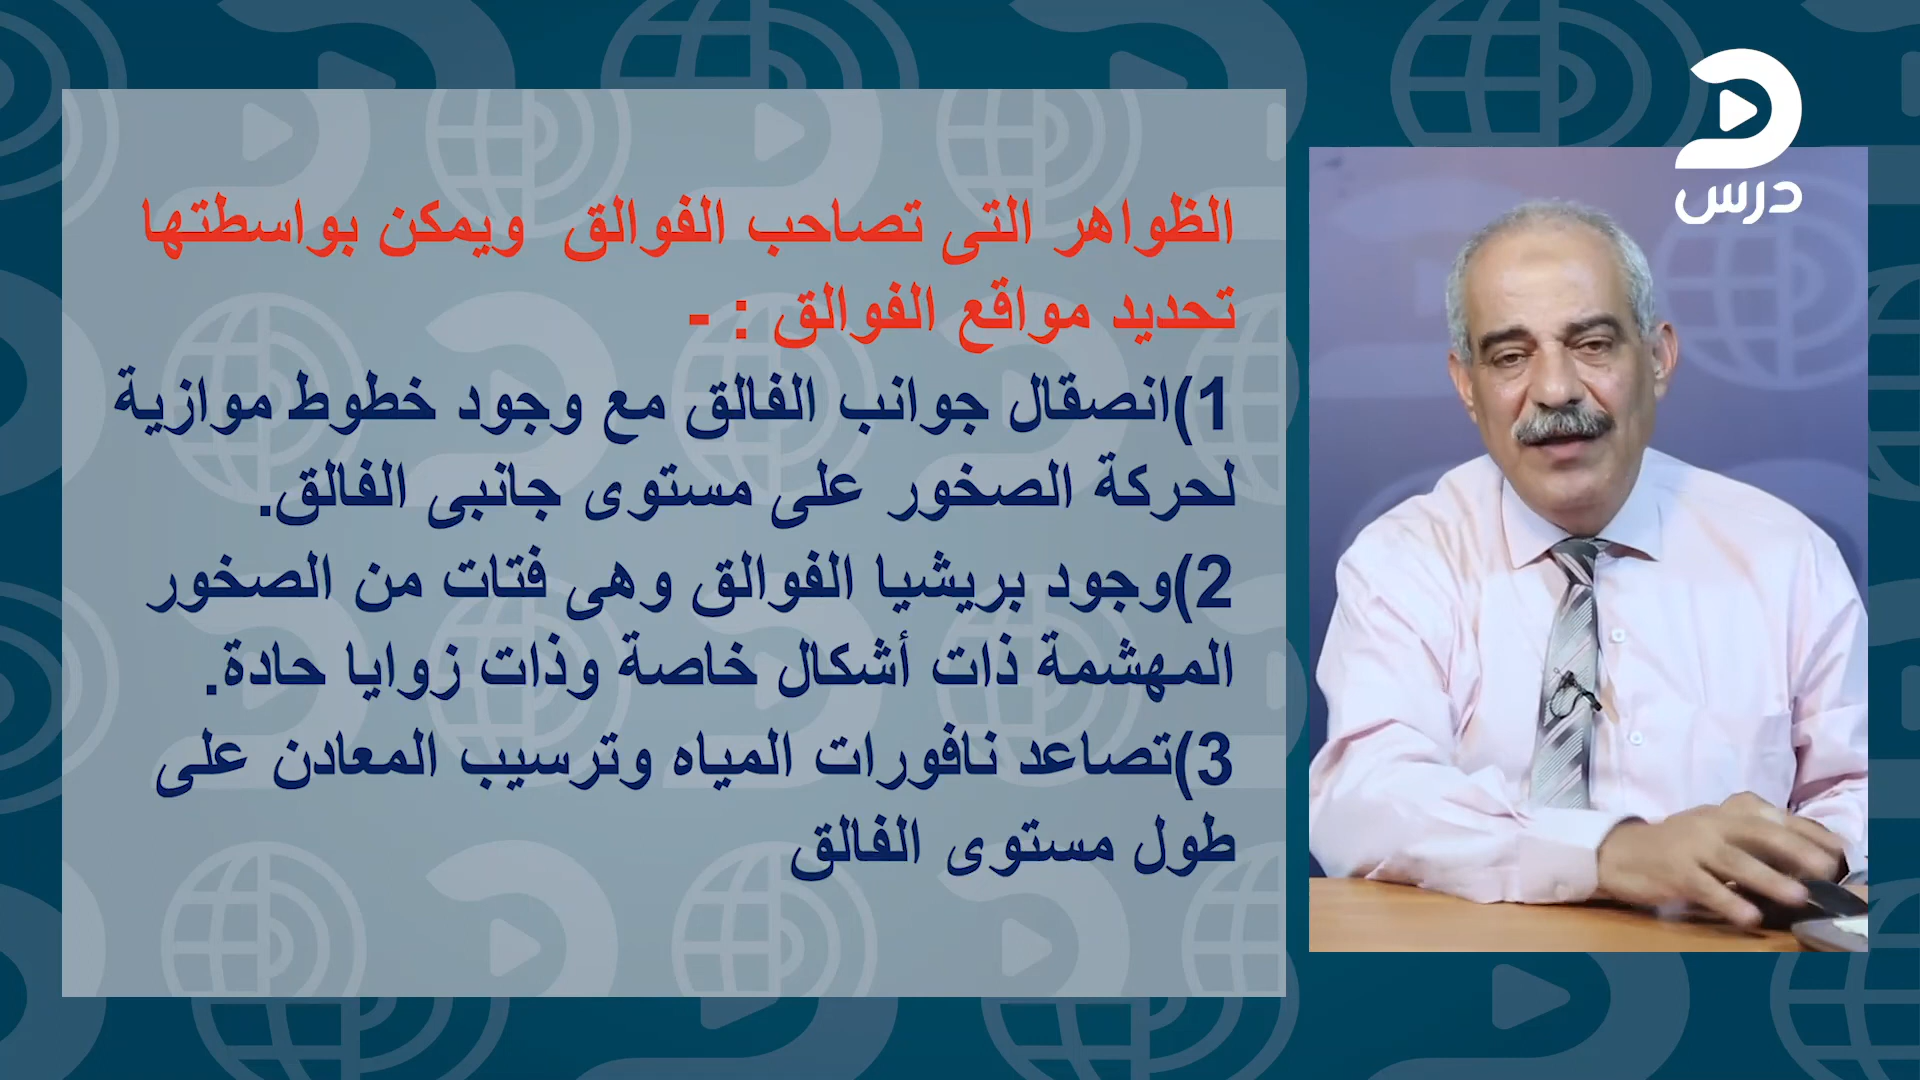 درس
الظواهر التى تصاحب الفوالق ويمكن بواسطتها
تحديد مواقع الفوالق : -
1)انصقال جوانب الفالق مع وجود خطوط موازية
لحركة الصخور على مستوى جانبى الفالق.
2)وجود بريشيا الفوالق وهى فتات من الصخور
المهشمة ذات أشكال خاصة وذات زوايا حادة.
3)تصاعد نافورات المياه وترسيب المعادن على
طول مستوى الفالق